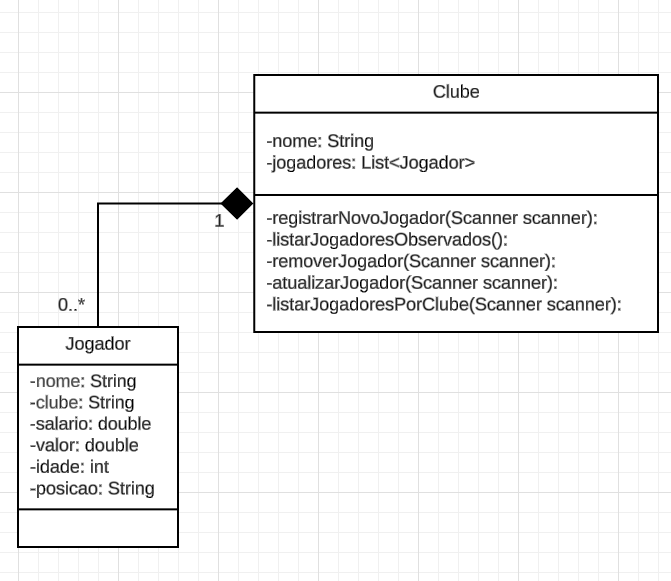 Clube
-nome: String
-jogadores: List<Jogador>
-registrarNovoJogador(Scanner scanner):
-listarJogadoresObservados():
-removerJogador(Scanner scanner):
-atualizarJogador(Scanner scanner):
-listarJogadoresPorClube(Scanner scanner):
1
0..*
Jogador
-nome: String
-clube: String
-salario: double
-valor: double
-idade: int
-posicao: String